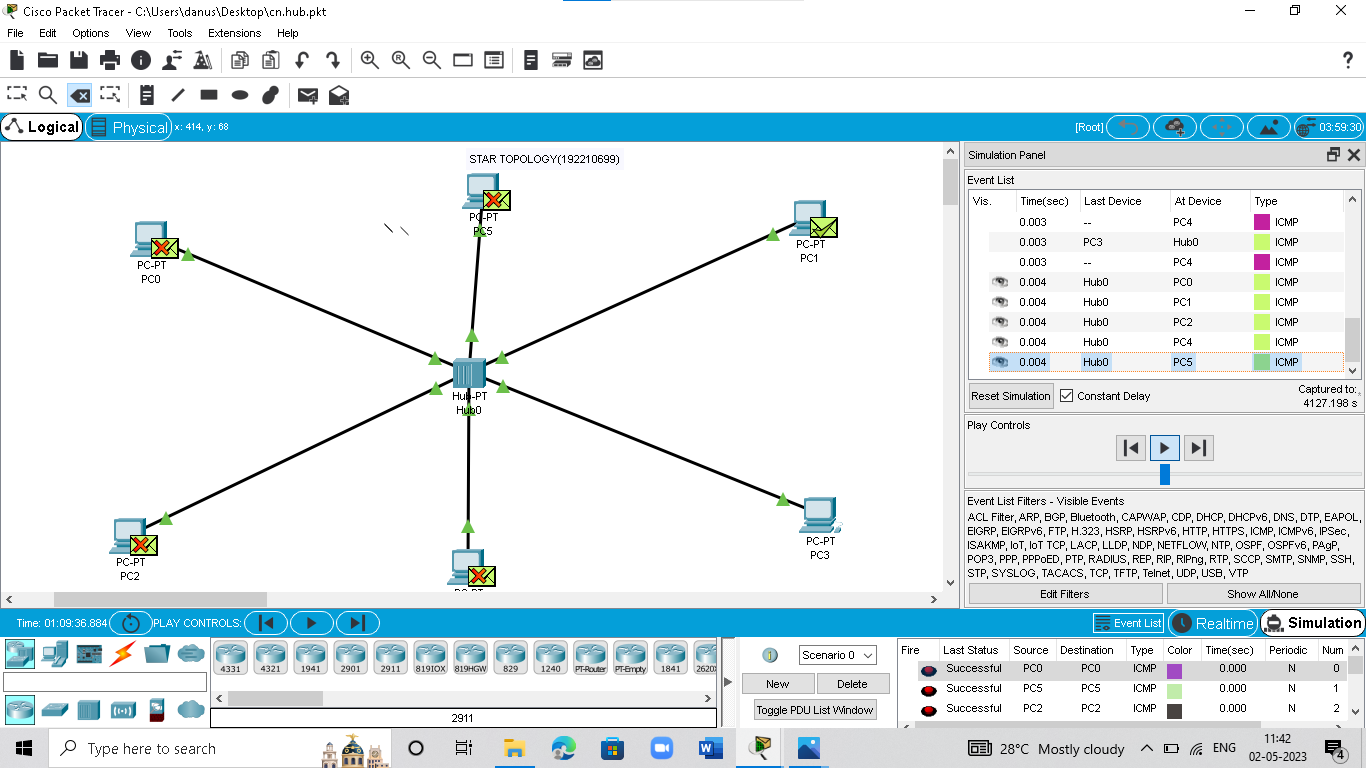 Cisco Packet Tracer - C:\Users\danus\Desktop\cn.hub.pkt
File Edit Options View Tools Extensions Help
Logical Physical x: 414, y: 68 [Root] 03:59:30
STAR TOPOLOGY(192210699)
PC-PT
PC5
PC-PT
PC0
PC-PT
PC1
Hub-PT
Hub0
PC-PT
PC2
PC-PT
PC3
Simulation Panel
Event List
Vis. Time(sec) Last Device At Device Type
0.003 -- PC4 ICMP
0.003 PC3 Hub0 ICMP
0.003 -- PC4 ICMP
0.004 Hub0 PC0 ICMP
0.004 Hub0 PC1 ICMP
0.004 Hub0 PC2 ICMP
0.004 Hub0 PC4 ICMP
0.004 Hub0 PC5 ICMP
Reset Simulation Constant Delay Captured to:
4127.198 s
Play Controls
Event List Filters - Visible Events
ACL Filter, ARP, BGP, Bluetooth, CAPWAP, CDP, DHCP, DHCPv6, DNS, DTP, EAPOL,
EIGRP, EIGRPv6, FTP, H.323, HSRP, HSRPv6, HTTP, HTTPS, ICMP, ICMPv6, IPSec,
ISAKMP, IoT, IoT TCP, LACP, LLDP, NDP, NETFLOW, NTP, OSPF, OSPFv6, PAgP,
POP3, PPP, PPPoED, PTP, RADIUS, REP, RIP, RIPng, RTP, SCCP, SMTP, SNMP, SSH,
STP, SYSLOG, TACACS, TCP, TFTP, Telnet, UDP, USB, VTP
Edit Filters Show All/None
Time: 01:09:36.884 PLAY CONTROLS: Event List Realtime Simulation
4331 4321 1941 2901 2911 819IOX 819HGW 829 1240 PT-Router PT-Empty 1841 2620X
2911
Scenario 0
New Delete
Toggle PDU List Window
Fire Last Status Source Destination Type Color Time(sec) Periodic Num
Successful PC0 PC0 ICMP 0.000 N 0
Successful PC5 PC5 ICMP 0.000 N 1
Successful PC2 PC2 ICMP 0.000 N 2
Type here to search 28°C Mostly cloudy ENG 11:42
02-05-2023 4